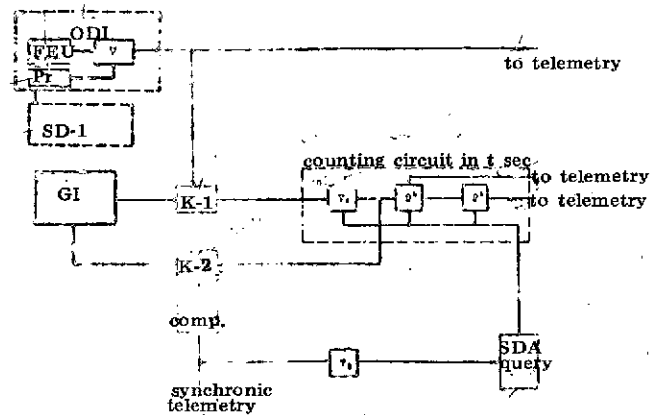 ODI
FEU
Pr
to telemetry
SD-1
counting circuit in t sec
to telemetry
GI
K-1
to telemetry
K-2
comp.
SDA
query
synchronic
telemetry